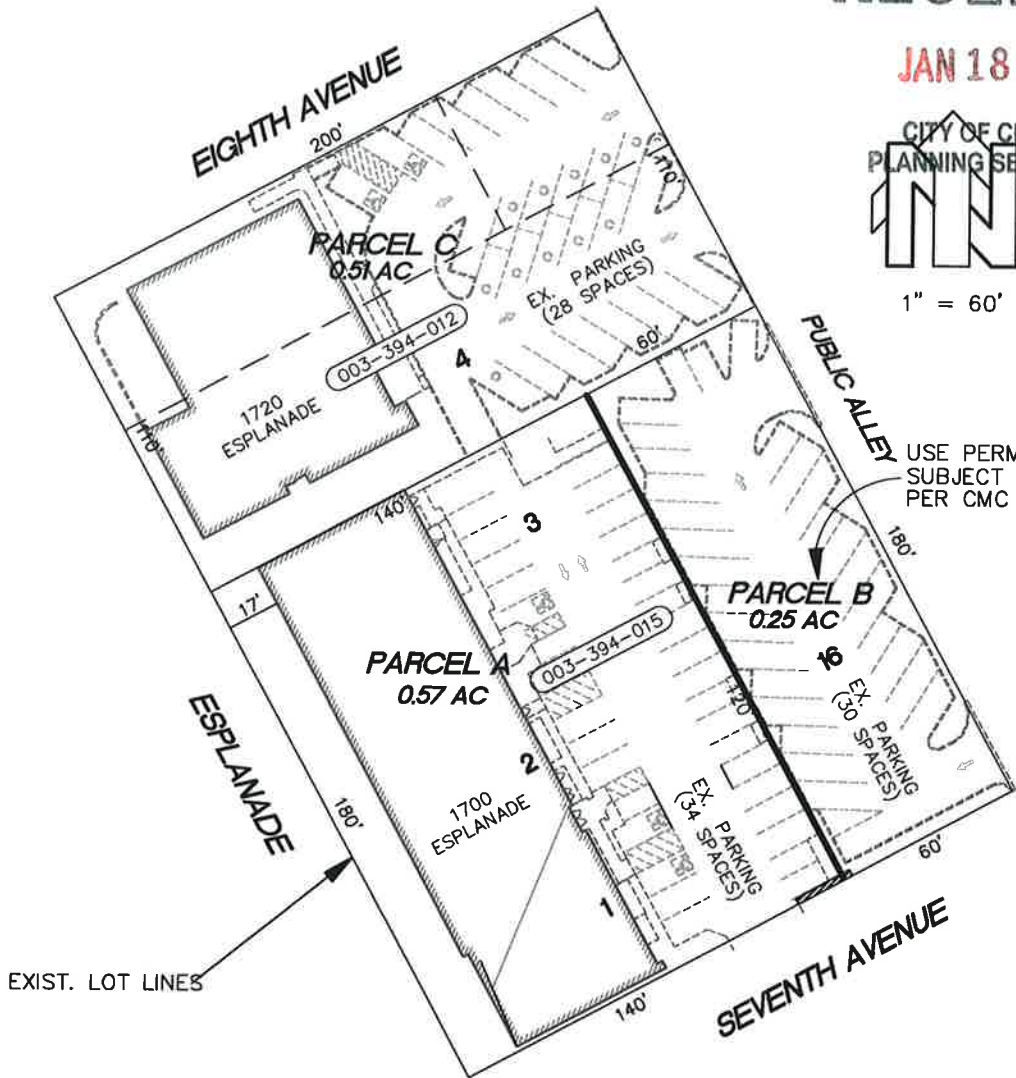 JAN 18
CITY OF
PLANNING
1" = 60'
EIGHTH AVENUE
200'
110'
PARCEL C
0.51 AC
EX. PARKING
(28 SPACES)
003-394-012
4
60'
1720
ESPLANADE
110'
140'
PUBLIC ALLEY
USE PERM
SUBJECT
PER CMC
180'
3
17'
PARCEL B
0.25 AC
003-394-015
PARCEL A
0.57 AC
16
EX. PARKING
(30 SPACES)
120'
ESPLANADE
2
180'
1700
ESPLANADE
EX. PARKING
(34 SPACES)
60'
1
EXIST. LOT LINES
140'
SEVENTH AVENUE